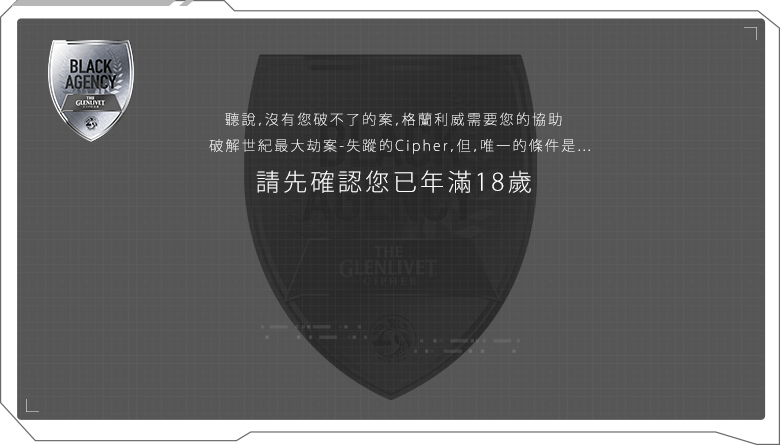 BLACK
AGENCY
THE
GLENLIVET
CIPHER
聽說,沒有您破不了的案,格蘭利威需要您的協助
破解世紀最大劫案-失蹤的Cipher,但,唯一的條件是...
請先確認您已年滿18歲
BLACK
AGENCY
THE
GLENLIVET
CIPHER